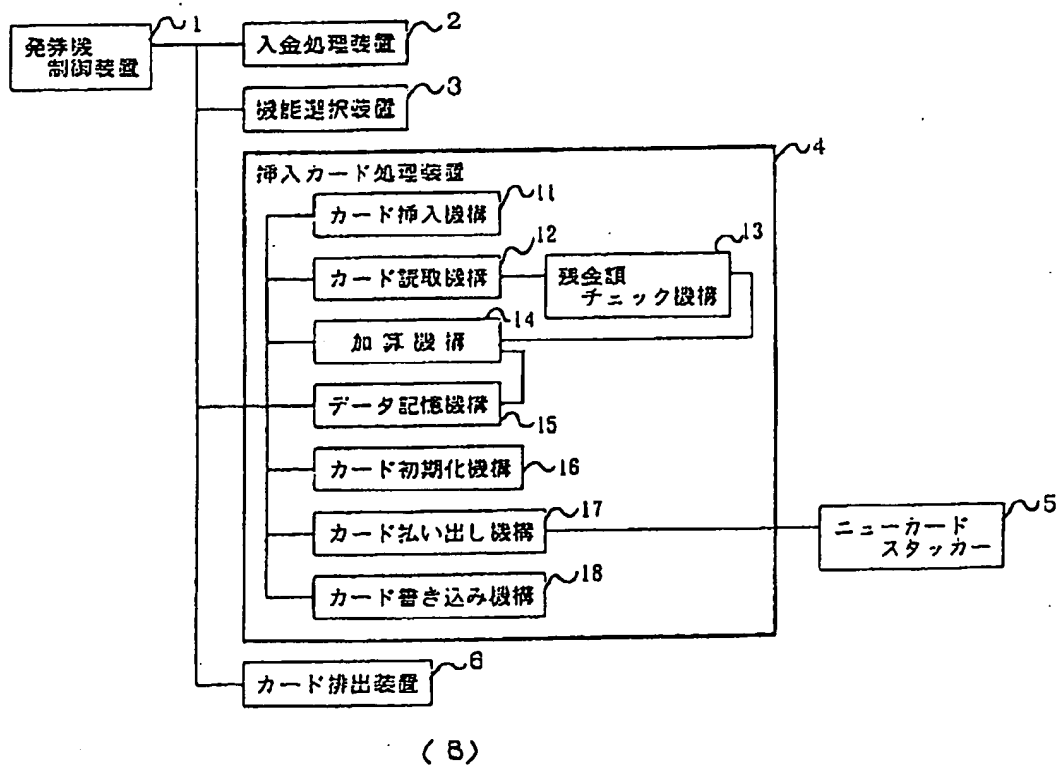 発券機
制御装置
1
入金処理装置
2
機能選択装置
3
4
挿入カード処理装置
カード挿入機構
11
カード読取機構
12
残金額
チェック機構
13
加算機構
14
データ記憶機構
15
カード初期化機構
16
カード払い出し機構
17
ニューカード
スタッカー
5
カード書き込み機構
18
カード排出装置
6
(8)